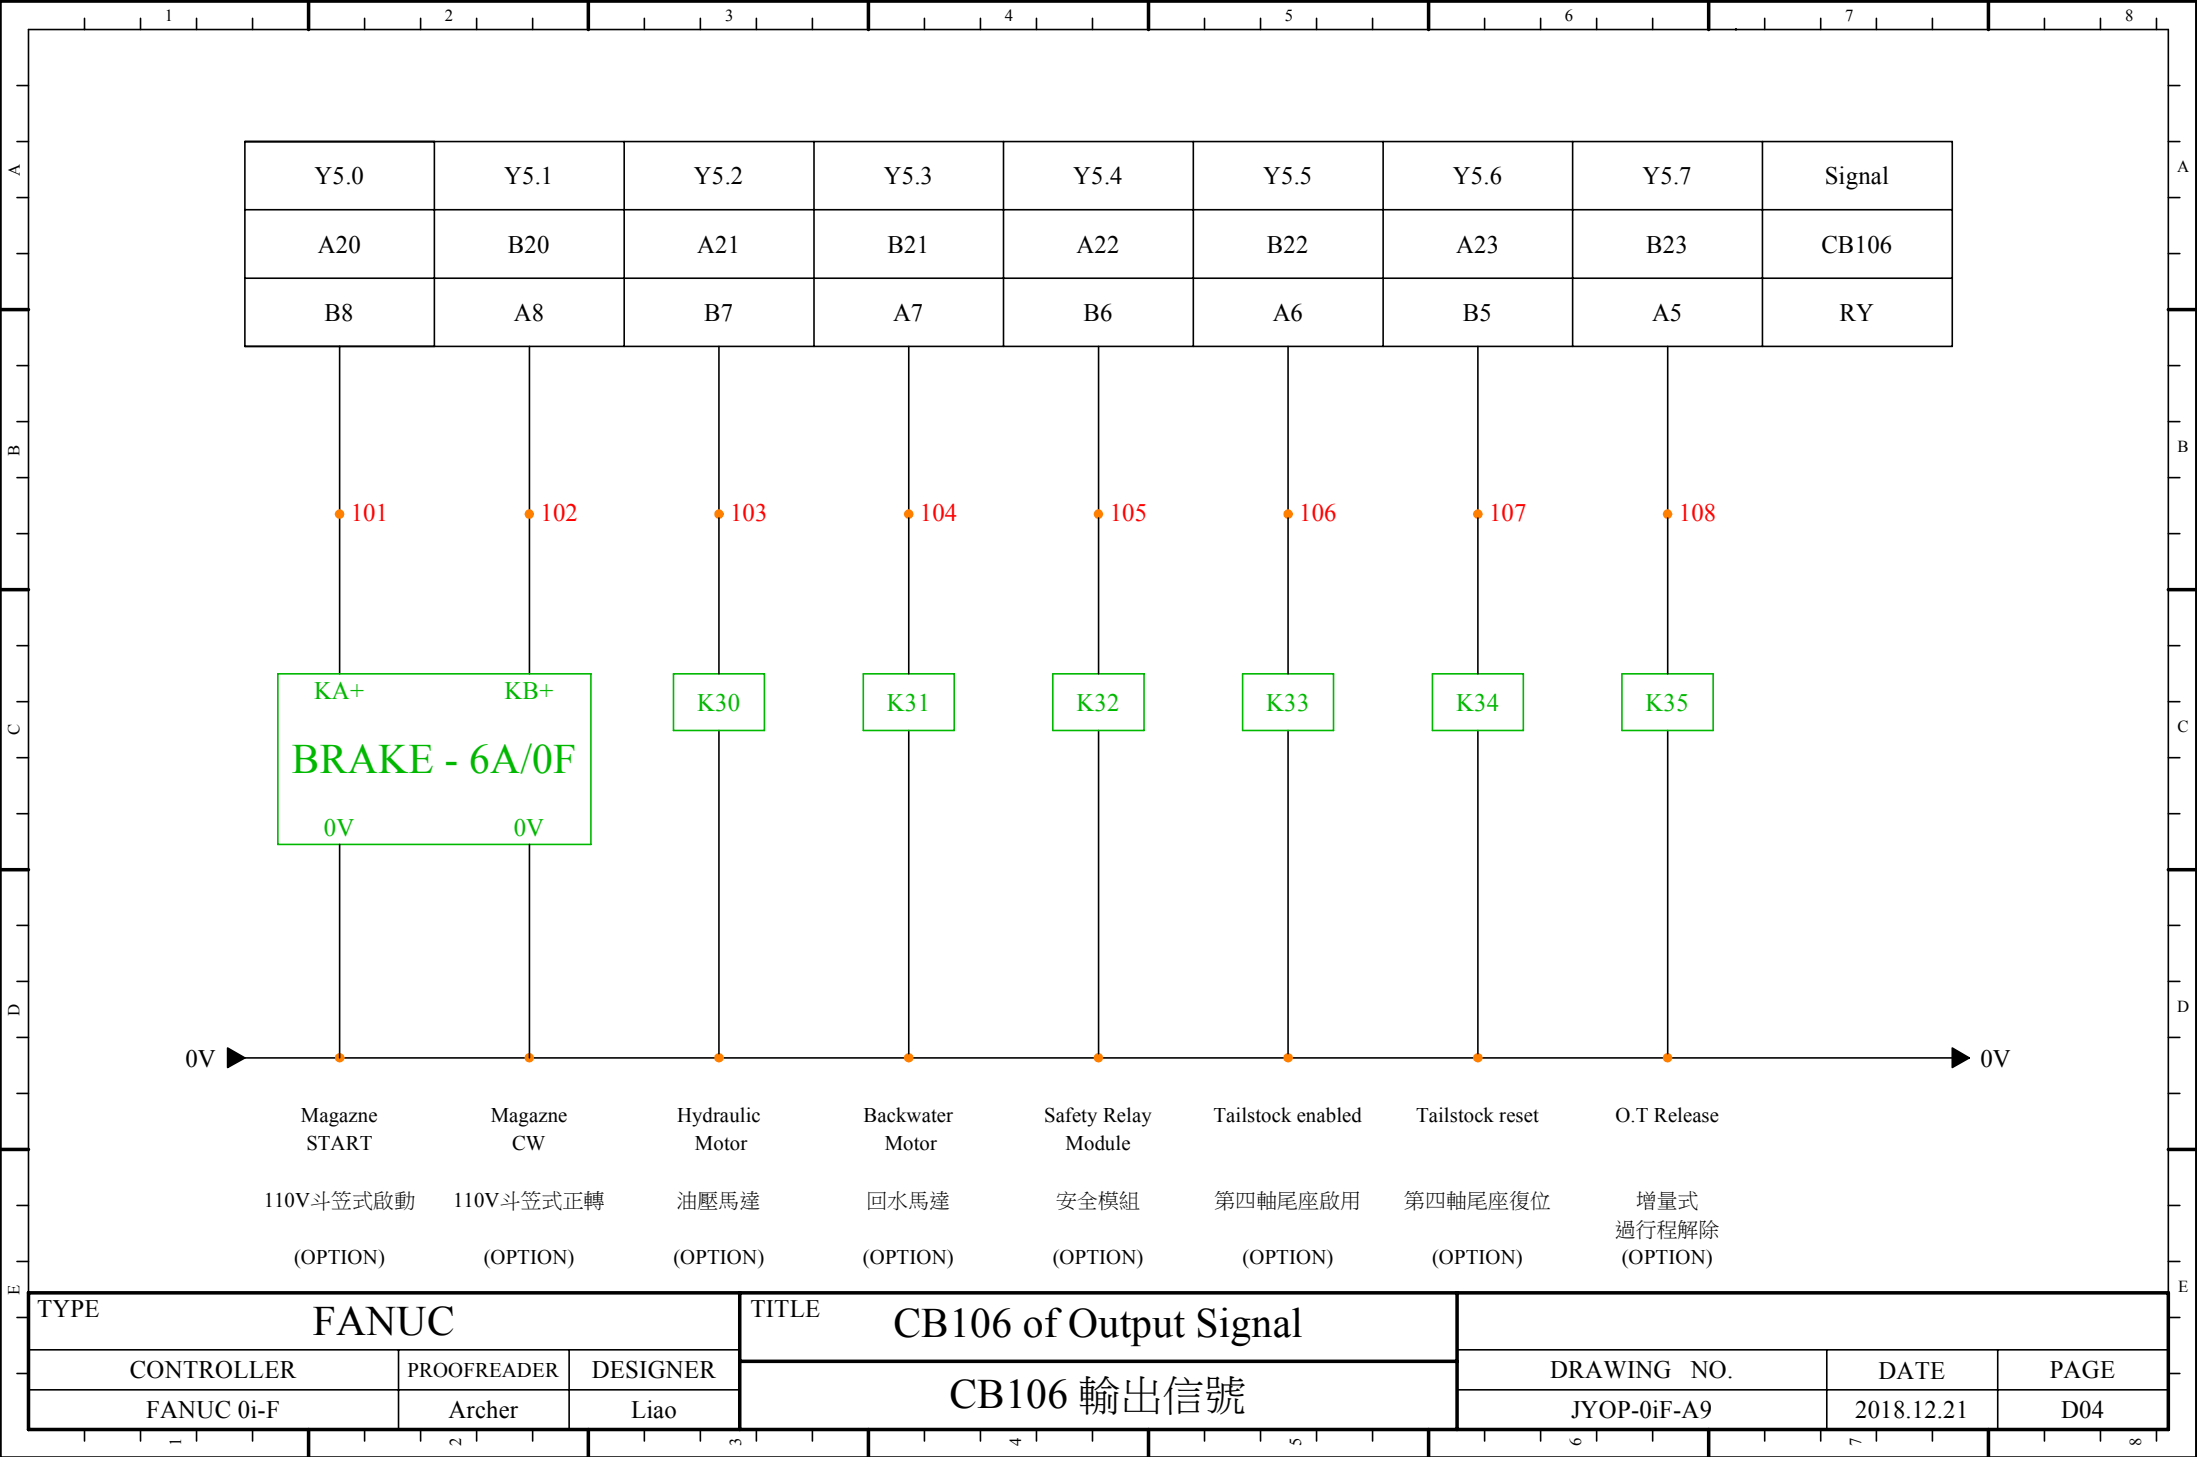 1 2 3 4 5 6 7 8
A A
B B
C C
D D
E E
Y5.0 Y5.1 Y5.2 Y5.3 Y5.4 Y5.5 Y5.6 Y5.7 Signal
A20 B20 A21 B21 A22 B22 A23 B23 CB106
B8 A8 B7 A7 B6 A6 B5 A5 RY
101 102 103 104 105 106 107 108
KA+ KB+
K30 K31 K32 K33 K34 K35
BRAKE - 6A/0F
0V 0V
0V 0V
Magazne Magazne Hydraulic Backwater Safety Relay Tailstock enabled Tailstock reset O.T Release
START CW Motor Motor Module
110V斗笠式啟動 110V斗笠式正轉 油壓馬達 回水馬達 安全模組 第四軸尾座啟用 第四軸尾座復位 增量式
過行程解除
(OPTION) (OPTION) (OPTION) (OPTION) (OPTION) (OPTION) (OPTION) (OPTION)
TYPE FANUC TITLE CB106 of Output Signal
CONTROLLER PROOFREADER DESIGNER CB106 輸出信號 DRAWING NO. DATE PAGE
FANUC 0i-F Archer Liao JYOP-0iF-A9 2018.12.21 D04
1 2 3 4 5 6 7 8